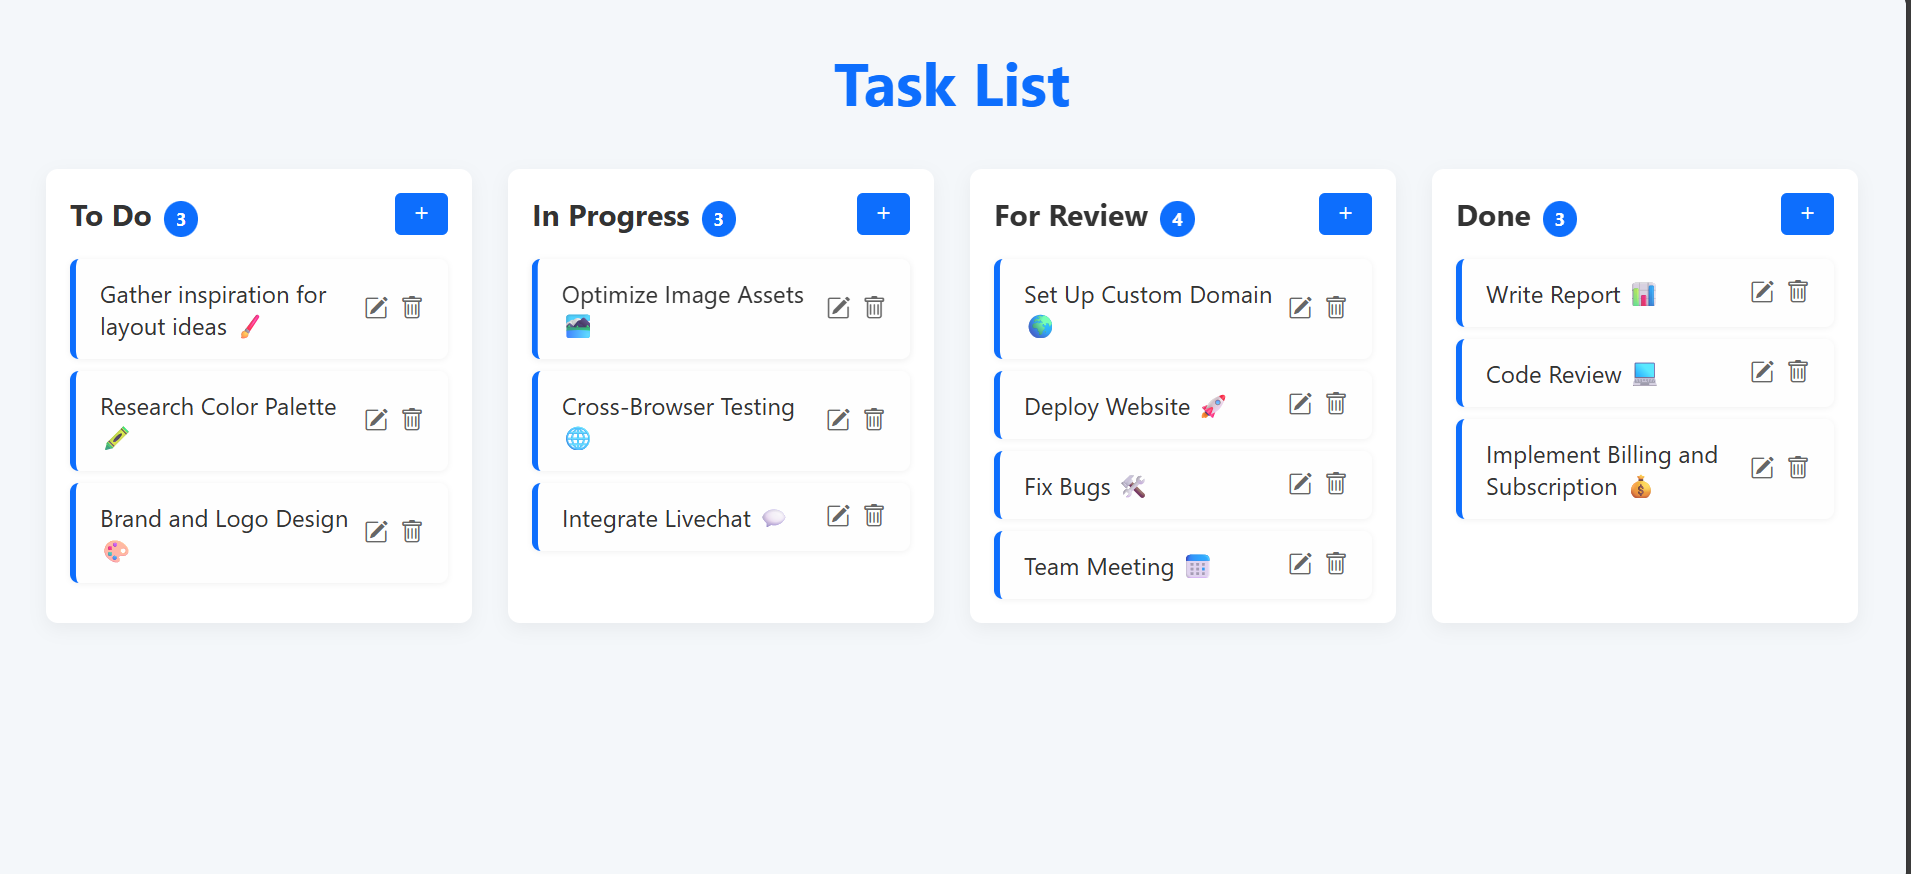 Task List
To Do 3 +
Gather inspiration for
layout ideas 🖌️
Research Color Palette
🖍️
Brand and Logo Design
🎨
In Progress 3 +
Optimize Image Assets
🏞️
Cross-Browser Testing
🌐
Integrate Livechat 💬
For Review 4 +
Set Up Custom Domain
🌍
Deploy Website 🚀
Fix Bugs 🛠️
Team Meeting 📅
Done 3 +
Write Report 📊
Code Review 💻
Implement Billing and
Subscription 💰